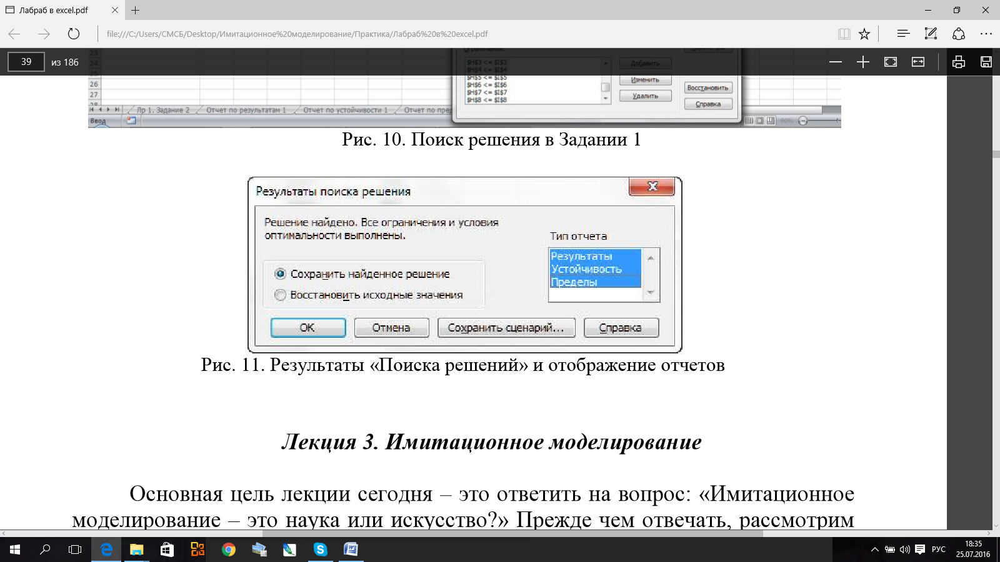 Лабраб в excel.pdf
file:///C:/Users/СМСБ/Desktop/Имитационное%20моделирование/Практика/Лабраб%20в%20excel.pdf
39 из 186
23
24
26
27
28
$H$3 <= $I$3
$H$4 <= $I$4
$H$5 <= $I$5
$H$6 <= $I$6
$H$7 <= $I$7
$H$8 <= $I$8
Добавить
Изменить
Удалить
Восстановить
Справка
Лр 1. Задание 2 Отчет по результатам 1 Отчет по устойчивости 1 Отчет по пред
Ввод
90%
Рис. 10. Поиск решения в Задании 1
Результаты поиска решения
Решение найдено. Все ограничения и условия
оптимальности выполнены.
Сохранить найденное решение
Восстановить исходные значения
Тип отчета
Результаты
Устойчивость
Пределы
ОК Отмена Сохранить сценарий... Справка
Рис. 11. Результаты «Поиска решений» и отображение отчетов
Лекция 3. Имитационное моделирование
Основная цель лекции сегодня – это ответить на вопрос: «Имитационное
моделирование – это наука или искусство?» Прежде чем отвечать, рассмотрим
РУС
18:35
25.07.2016